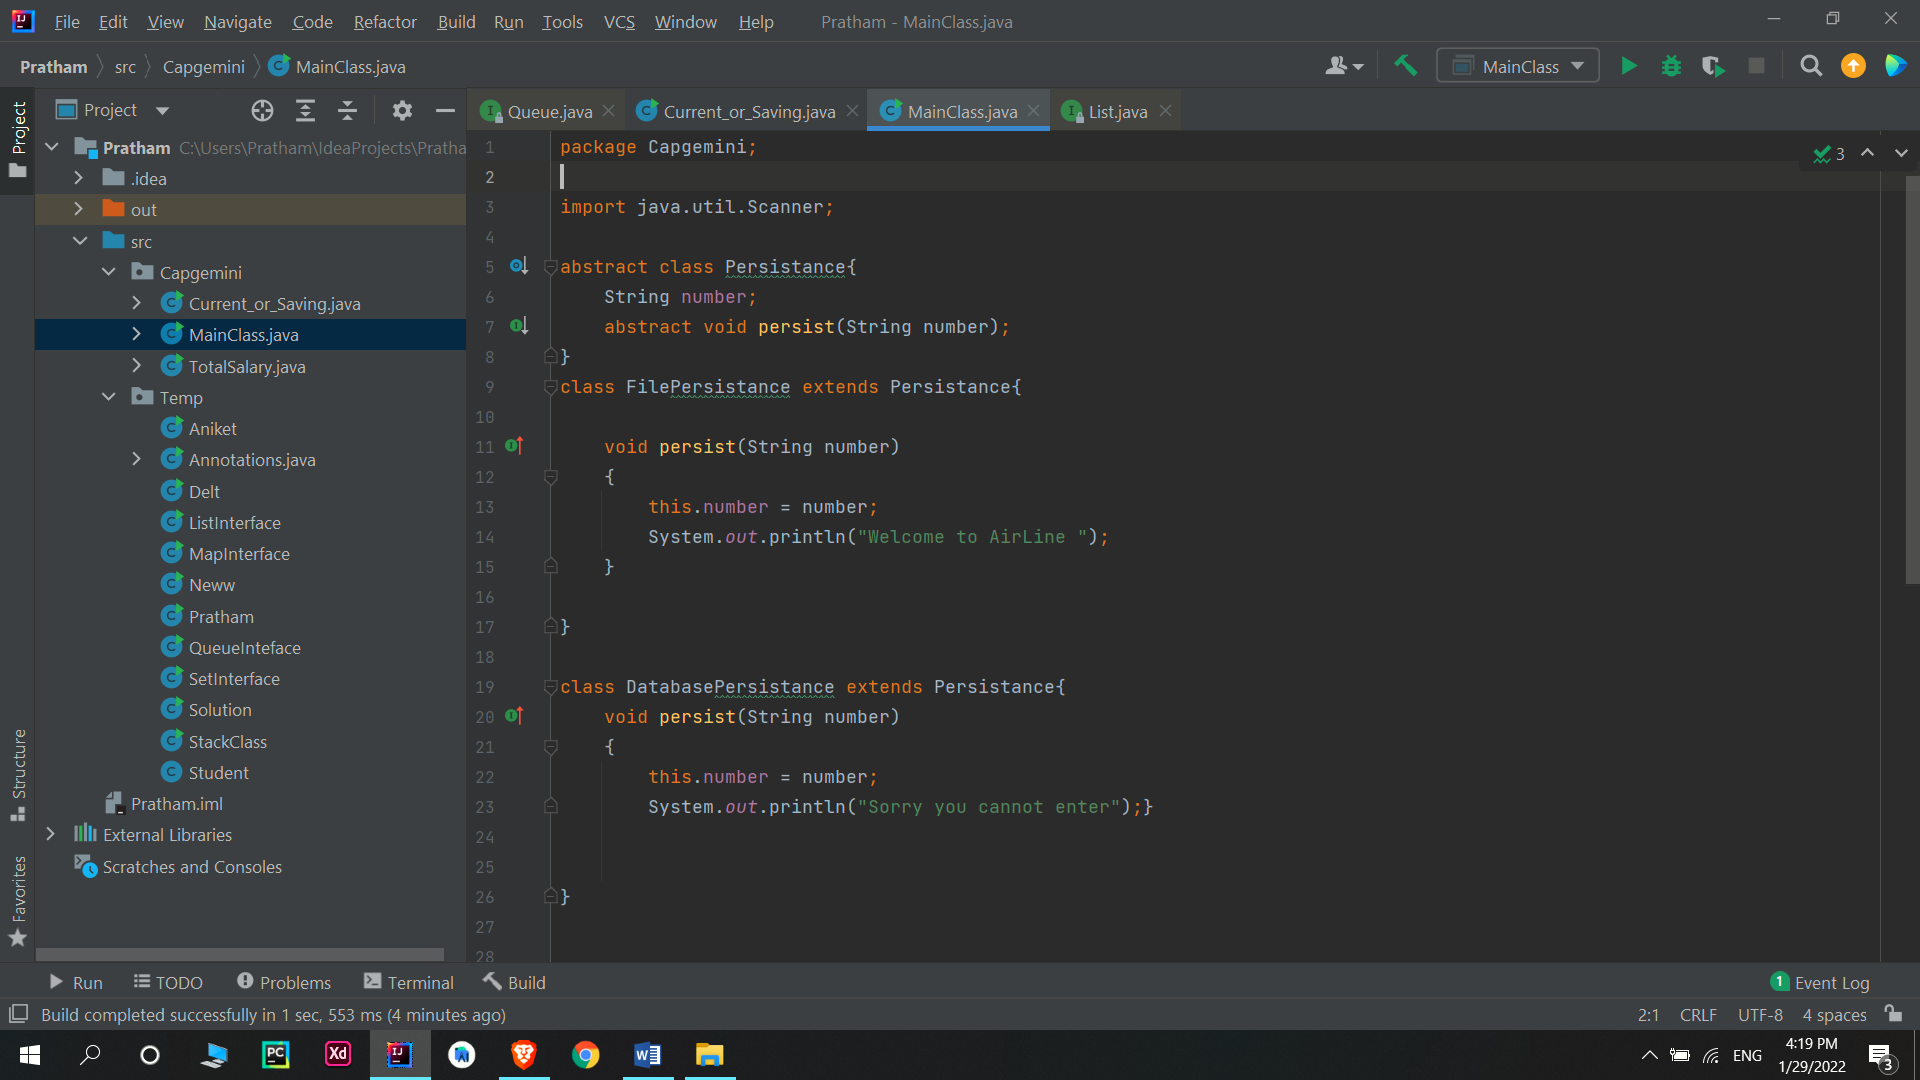 File Edit View Navigate Code Refactor Build Run Tools VCS Window Help Pratham - MainClass.java
Pratham src Capgemini MainClass.java MainClass
Project
Project
Queue.java Current_or_Saving.java MainClass.java List.java
Pratham C:\Users\Pratham\IdeaProjects\Pratha
.idea
out
src
Capgemini
Current_or_Saving.java
MainClass.java
TotalSalary.java
Temp
Aniket
Annotations.java
Delt
ListInterface
MapInterface
Neww
Pratham
QueueInteface
SetInterface
Solution
StackClass
Student
Pratham.iml
External Libraries
Scratches and Consoles
Structure
Favorites
3
1 package Capgemini;
2
3 import java.util.Scanner;
4
5 abstract class Persistance{
6 String number;
7 abstract void persist(String number);
8 }
9 class FilePersistance extends Persistance{
10
11 void persist(String number)
12 {
13 this.number = number;
14 System.out.println("Welcome to AirLine ");
15 }
16
17 }
18
19 class DatabasePersistance extends Persistance{
20 void persist(String number)
21 {
22 this.number = number;
23 System.out.println("Sorry you cannot enter");}
24
25
26 }
27
28
Run TODO Problems Terminal Build 1 Event Log
Build completed successfully in 1 sec, 553 ms (4 minutes ago) 2:1 CRLF UTF-8 4 spaces
PC Xd IJ W ENG 4:19 PM
1/29/2022 3